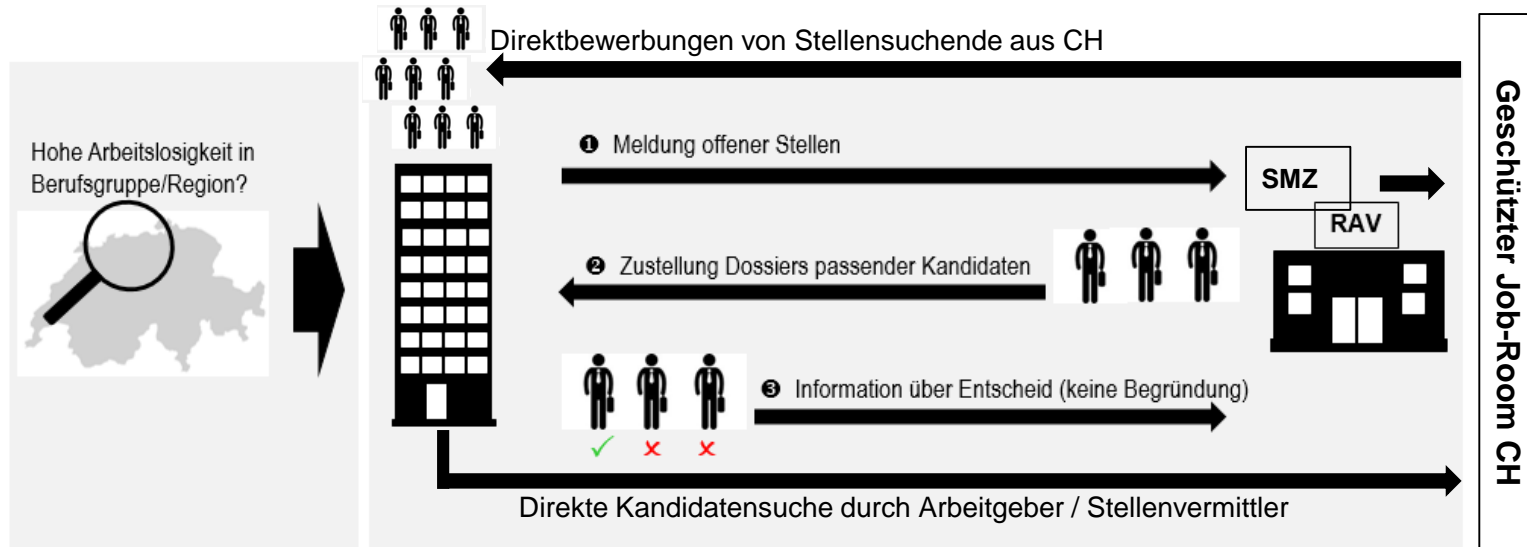 Direktbewerbungen von Stellensuchende aus CH
Hohe Arbeitslosigkeit in
Berufsgruppe/Region?
❶ Meldung offener Stellen
SMZ
RAV
❷ Zustellung Dossiers passender Kandidaten
❸ Information über Entscheid (keine Begründung)
Direkte Kandidatensuche durch Arbeitgeber / Stellenvermittler
Geschützter Job-Room CH